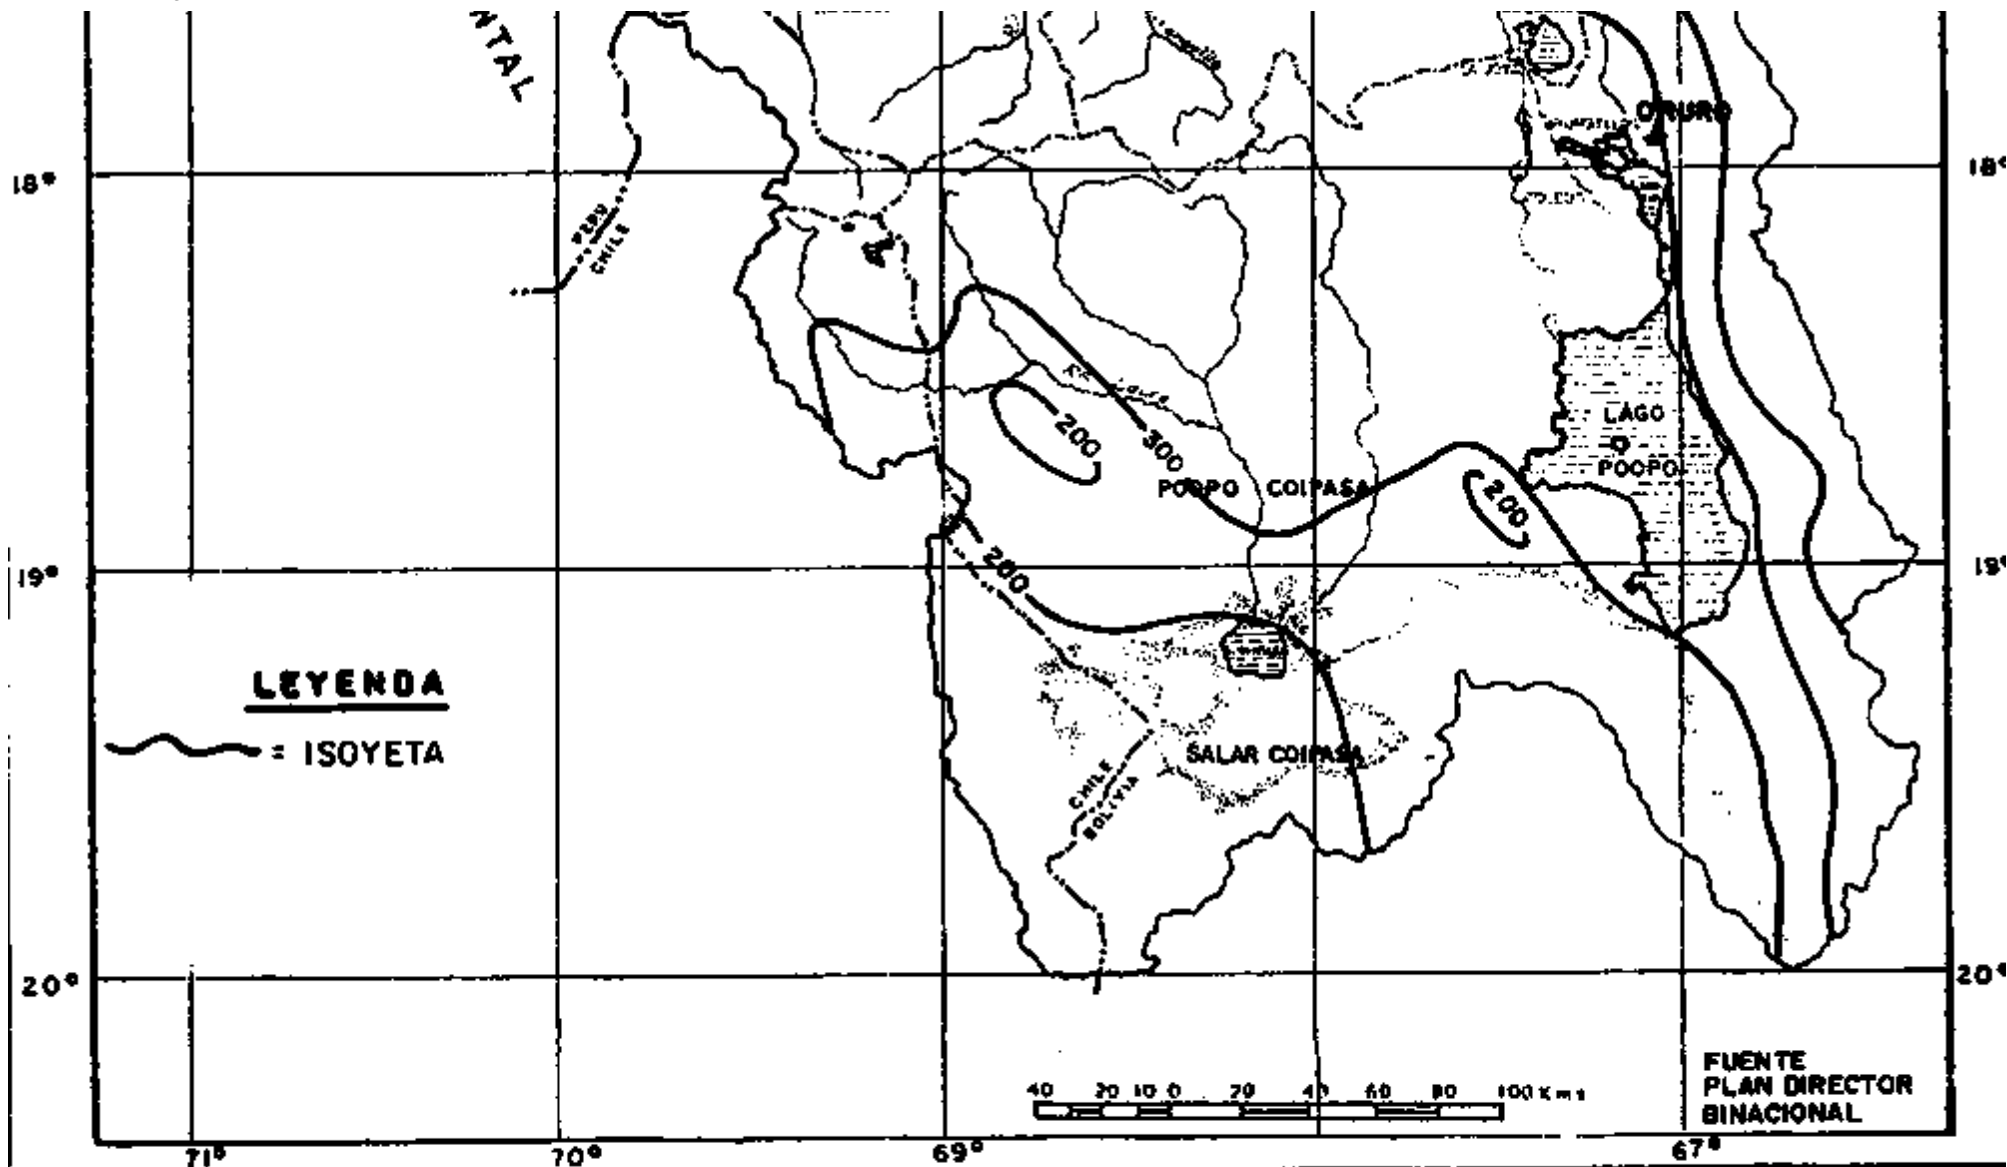 NTAL
ORURO
18°
18°
PERU
CHILE
200
300
LAGO
POOPO
POOPO COIPASA
200
19°
19°
200
LEYENDA
= ISOYETA
SALAR COIPASA
CHILE
BOLIVIA
20°
20°
40 20 10 0 20 40 60 80 100 Kms
FUENTE
PLAN DIRECTOR
BINACIONAL
71°
70°
69°
67°